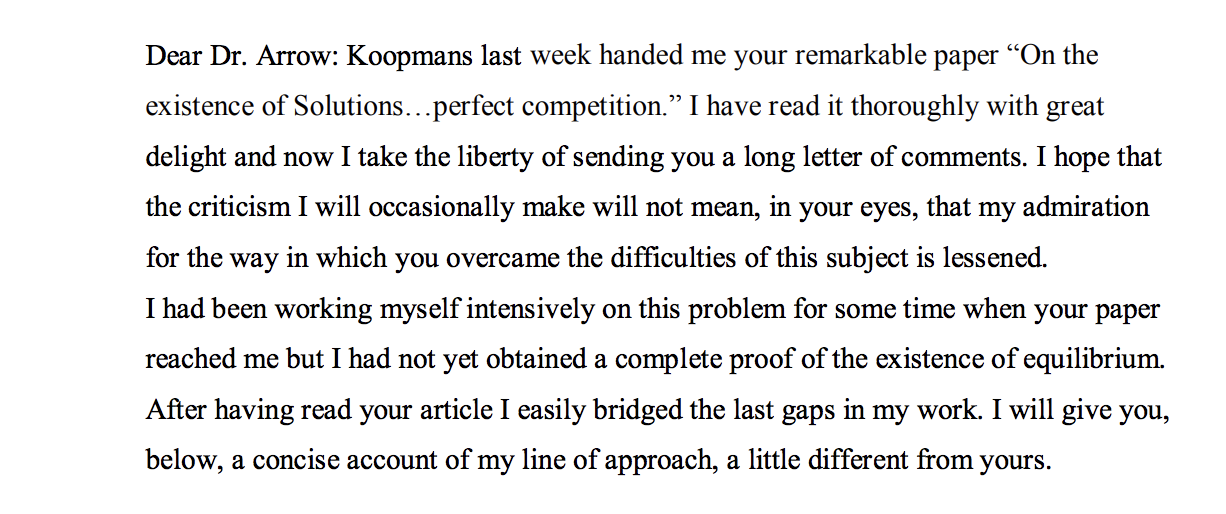 Dear Dr. Arrow: Koopmans last week handed me your remarkable paper “On the
existence of Solutions…perfect competition.” I have read it thoroughly with great
delight and now I take the liberty of sending you a long letter of comments. I hope that
the criticism I will occasionally make will not mean, in your eyes, that my admiration
for the way in which you overcame the difficulties of this subject is lessened.
I had been working myself intensively on this problem for some time when your paper
reached me but I had not yet obtained a complete proof of the existence of equilibrium.
After having read your article I easily bridged the last gaps in my work. I will give you,
below, a concise account of my line of approach, a little different from yours.